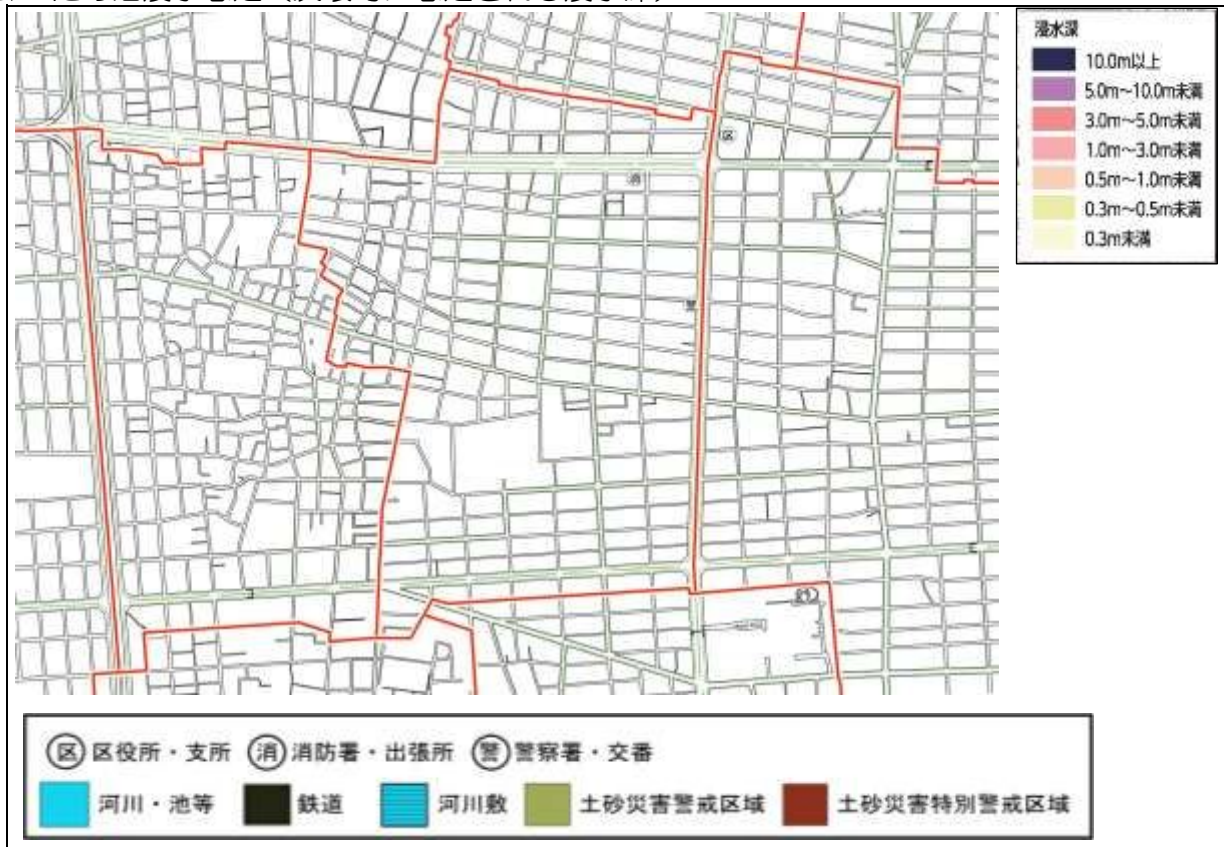 浸水深
10.0m以上
5.0m～10.0m未満
3.0m～5.0m未満
1.0m～3.0m未満
0.5m～1.0m未満
0.3m～0.5m未満
0.3m未満
区
消
警
区 区役所・支所 消 消防署・出張所 警 警察署・交番
河川・池等 鉄道 河川敷 土砂災害警戒区域 土砂災害特別警戒区域